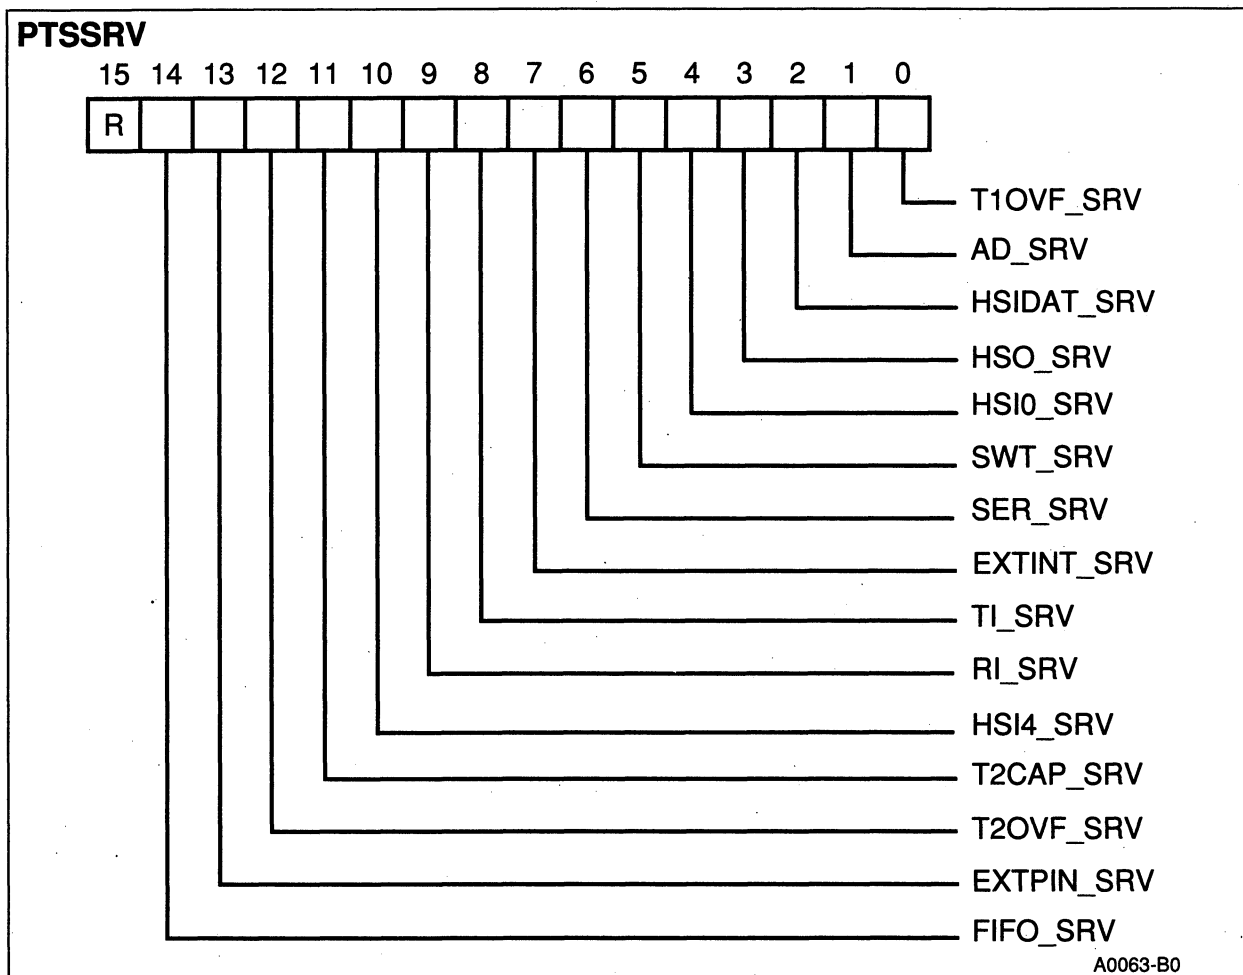 PTSSRV
15 14 13 12 11 10 9 8 7 6 5 4 3 2 1 0
R
T1OVF_SRV
AD_SRV
HSIDAT_SRV
HSO_SRV
HSI0_SRV
SWT_SRV
SER_SRV
EXTINT_SRV
TI_SRV
RI_SRV
HSI4_SRV
T2CAP_SRV
T2OVF_SRV
EXTPIN_SRV
FIFO_SRV
A0063-B0